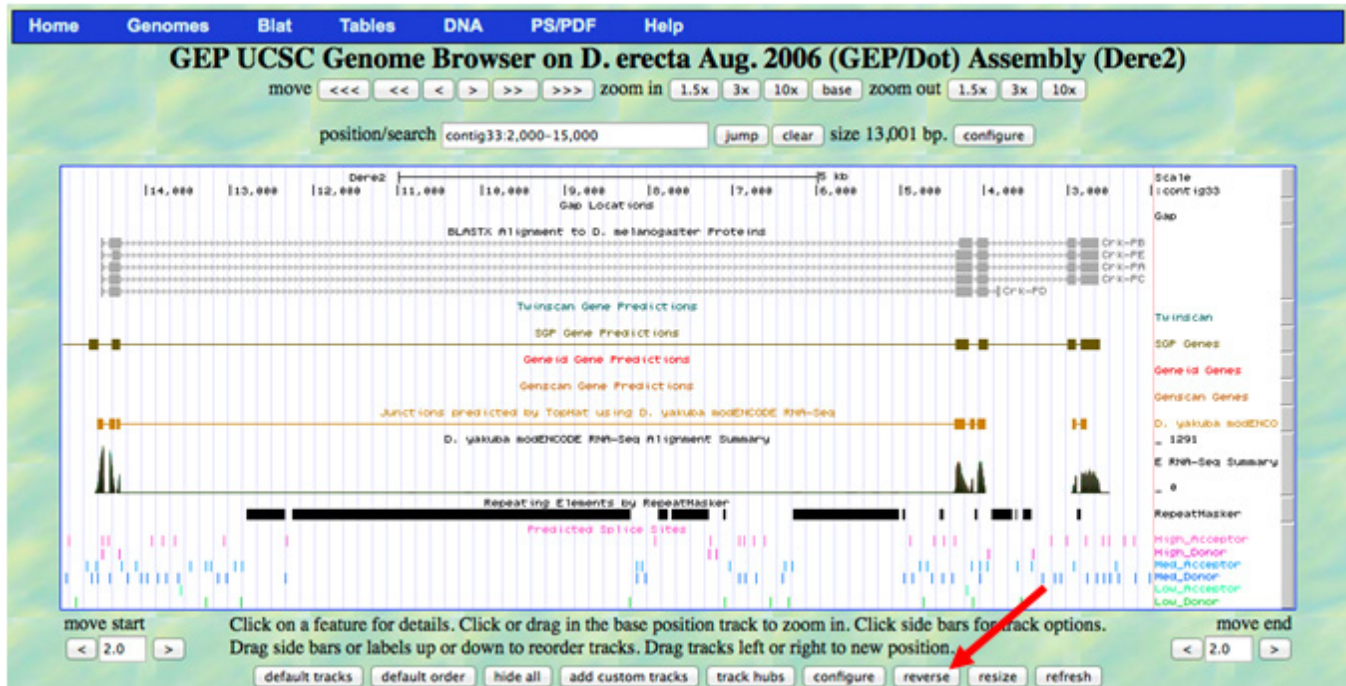 Home Genomes Blat Tables DNA PS/PDF Help
GEP UCSC Genome Browser on D. erecta Aug. 2006 (GEP/Dot) Assembly (Dere2)
move <<< << < > >> >>> zoom in 1.5x 3x 10x base zoom out 1.5x 3x 10x
position/search contig33:2,000-15,000 jump clear size 13,001 bp. configure
Dere2 5 kb Scale
|14,000 |13,000 |12,000 |11,000 |10,000 |9,000 |8,000 |7,000 |6,000 |5,000 |4,000 |3,000 | :contig33
Gap Locations
Gap
BLASTX Alignment to D. melanogaster Proteins
Crk-PB
Crk-PE
Crk-PA
Crk-PC
Crk-PD
Twinscan Gene Predictions
Twinscan
SGP Gene Predictions
SGP Genes
Geneid Gene Predictions
Geneid Genes
Genscan Gene Predictions
Genscan Genes
Junctions predicted by TopHat using D. yakuba modENCODE RNA-Seq
D. yakuba modENCO
D. yakuba modENCODE RNA-Seq Alignment Summary
_ 1291
E RNA-Seq Summary
_ 0
Repeating Elements by RepeatMasker
RepeatMasker
Predicted Splice Sites
High_Acceptor
High_Donor
Med_Acceptor
Med_Donor
Low_Acceptor
Low_Donor
move start Click on a feature for details. Click or drag in the base position track to zoom in. Click side bars for track options. move end
< 2.0 > Drag side bars or labels up or down to reorder tracks. Drag tracks left or right to new position. < 2.0 >
default tracks default order hide all add custom tracks track hubs configure reverse resize refresh